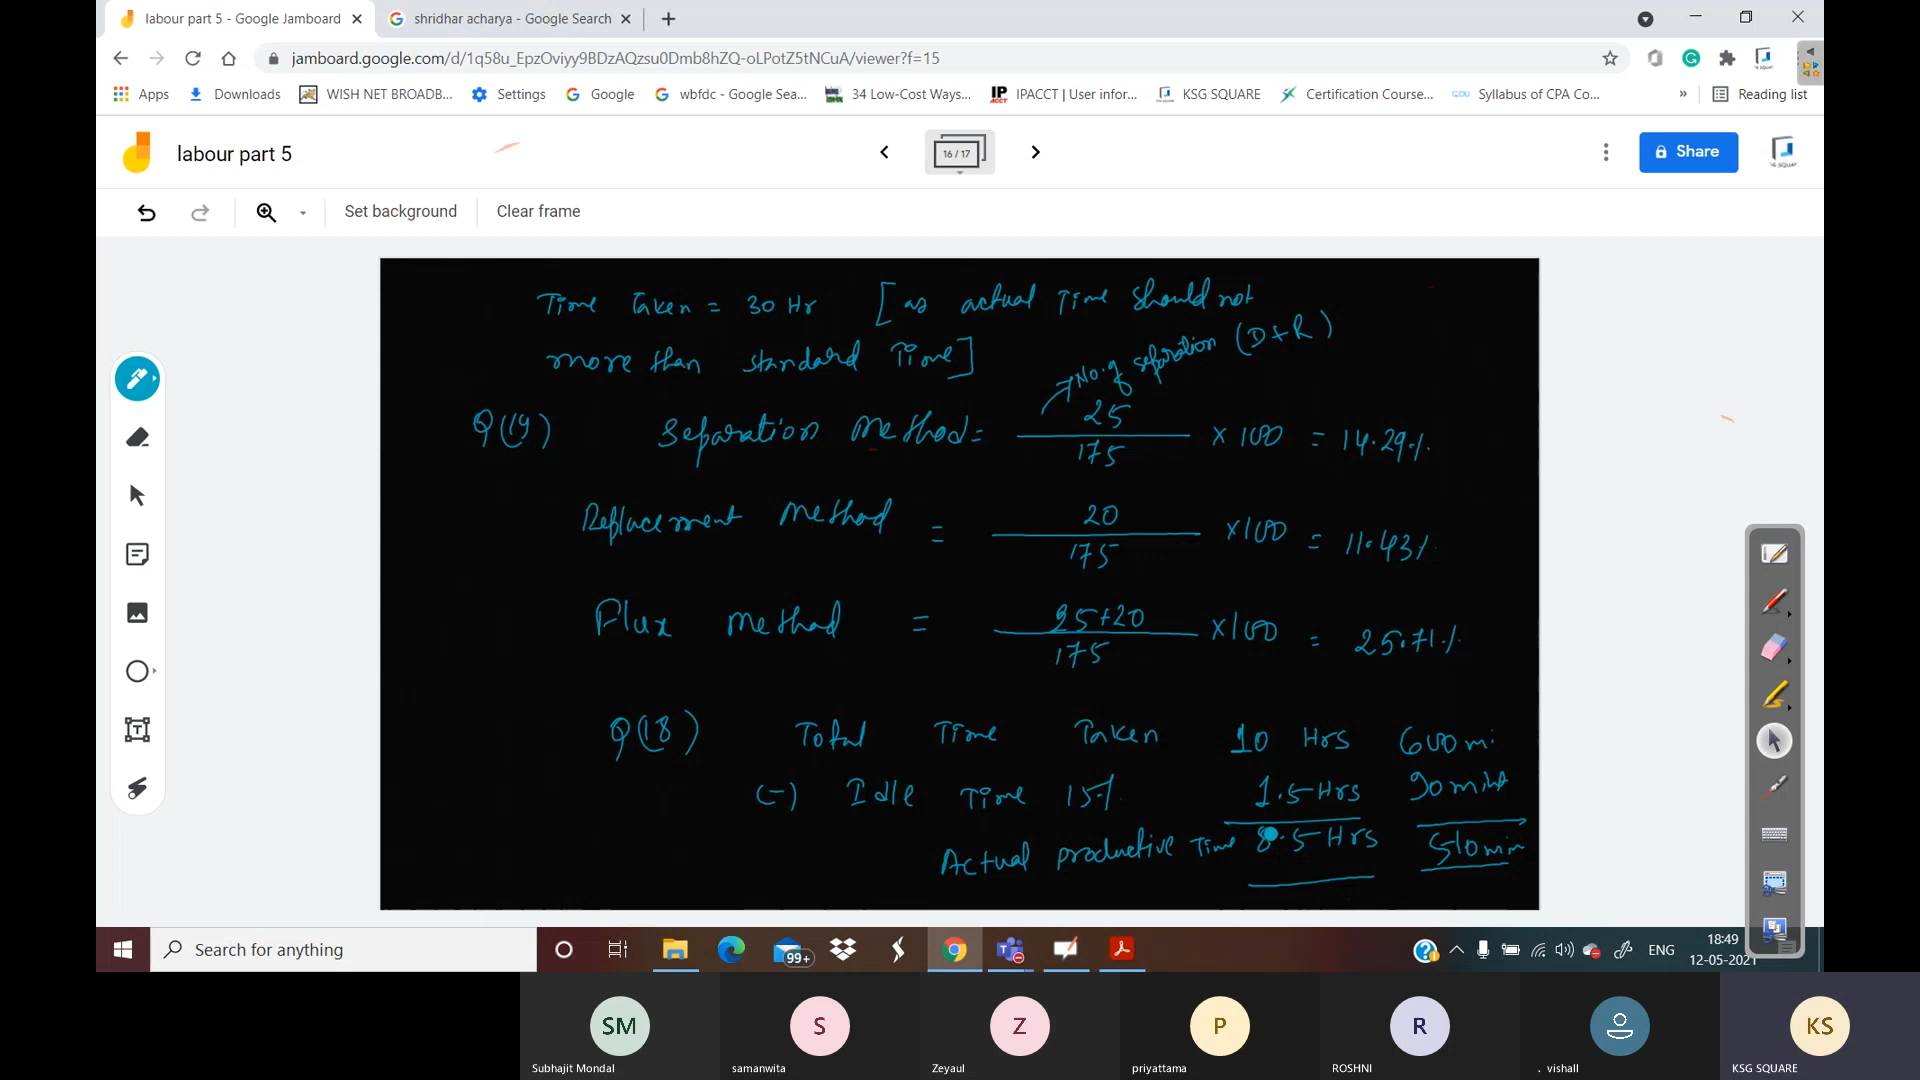 labour part 5 - Google Jamboard
shridhar acharya - Google Search
jamboard.google.com/d/1q58u_EpzOviyy9BDzAQzsu0Dmb8hZQ-oLPotZ5tNCuA/viewer?f=15
Apps Downloads WISH NET BROADB... Settings Google wbfdc - Google Sea... 34 Low-Cost Ways... IPACCT | User infor... KSG SQUARE Certification Course... Syllabus of CPA Co... » Reading list
labour part 5
16 / 17
Share
Set background Clear frame
Time Taken = 30 Hr [as actual Time should not
more than standard Time]
No. of separation (D+R)
Q(19) Separation Method = 25 / 175 × 100 = 14.29%
Replacement Method = 20 / 175 ×100 = 11.43%
Flux Method = 25+20 / 175 ×100 = 25.71%
Q(18) Total Time Taken 10 Hrs 600 mi
(-) Idle Time 15% 1.5 Hrs 90 mint
Actual productive Time 8.5 Hrs 510 min
Search for anything
99+
ENG
18:49
12-05-2021
SM S Z P R KS
Subhajit Mondal samanwita Zeyaul priyattama ROSHNI . vishall KSG SQUARE